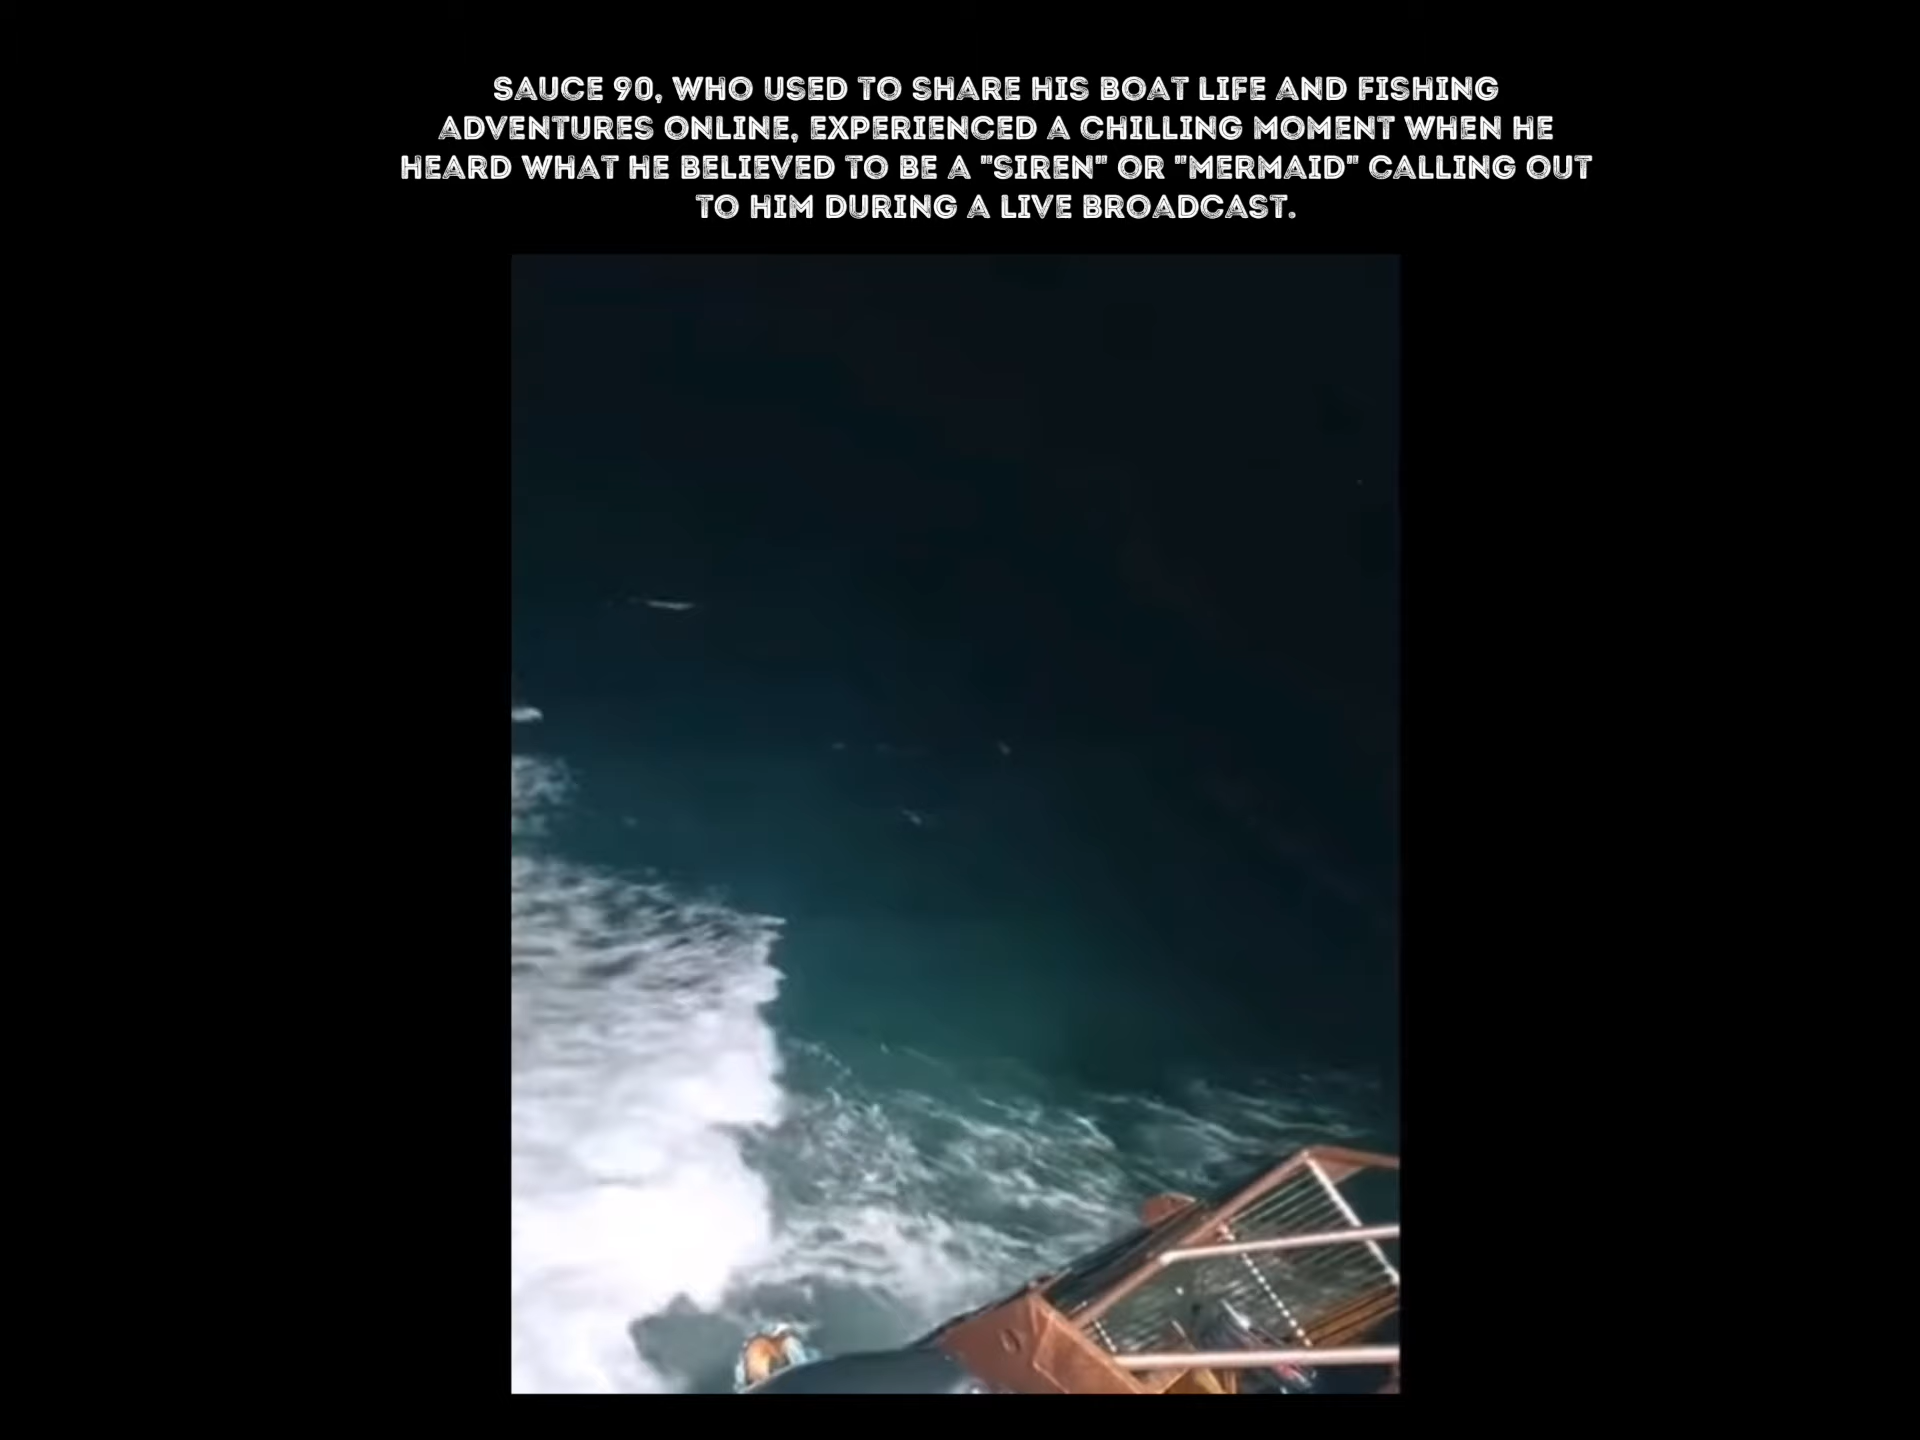 SAUCE 90, WHO USED TO SHARE HIS BOAT LIFE AND FISHING
ADVENTURES ONLINE, EXPERIENCED A CHILLING MOMENT WHEN HE
HEARD WHAT HE BELIEVED TO BE A "SIREN" OR "MERMAID" CALLING OUT
TO HIM DURING A LIVE BROADCAST.